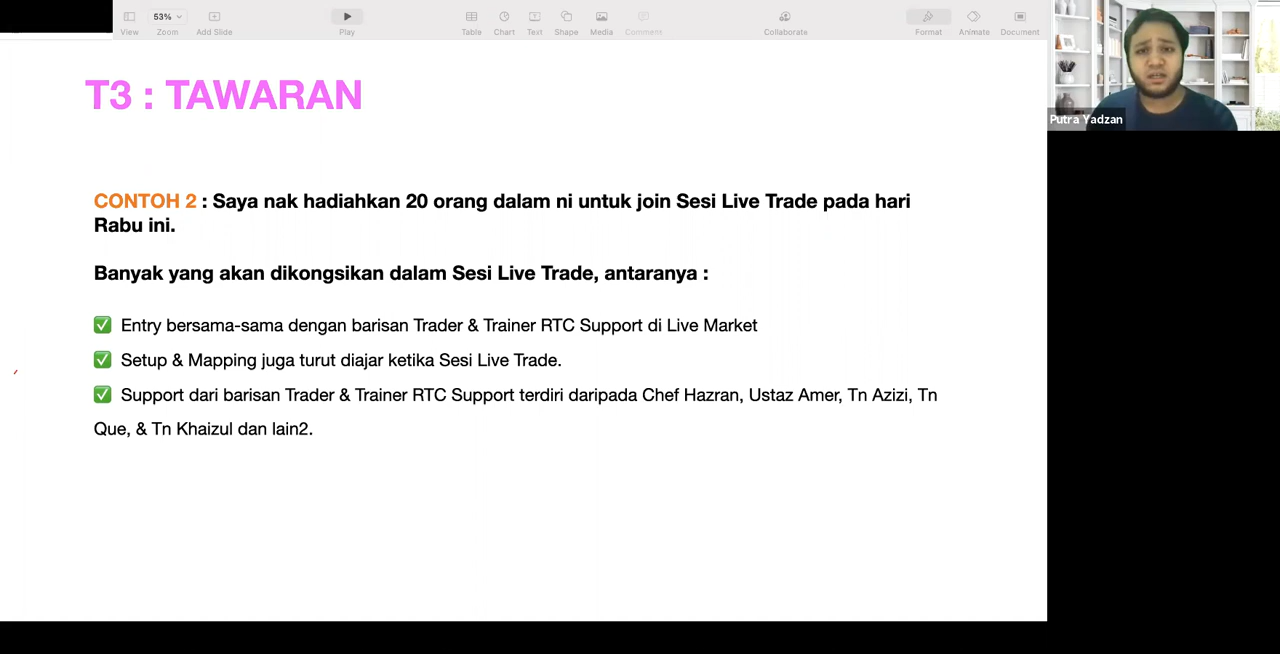 53%
View
Zoom
Add Slide
Play
Table
Chart
Text
Shape
Media
Comment
Collaborate
Format
Animate
Document
Putra Yadzan
T3 : TAWARAN
CONTOH 2 : Saya nak hadiahkan 20 orang dalam ni untuk join Sesi Live Trade pada hari
Rabu ini.
Banyak yang akan dikongsikan dalam Sesi Live Trade, antaranya :
✅ Entry bersama-sama dengan barisan Trader & Trainer RTC Support di Live Market
✅ Setup & Mapping juga turut diajar ketika Sesi Live Trade.
✅ Support dari barisan Trader & Trainer RTC Support terdiri daripada Chef Hazran, Ustaz Amer, Tn Azizi, Tn
Que, & Tn Khaizul dan lain2.